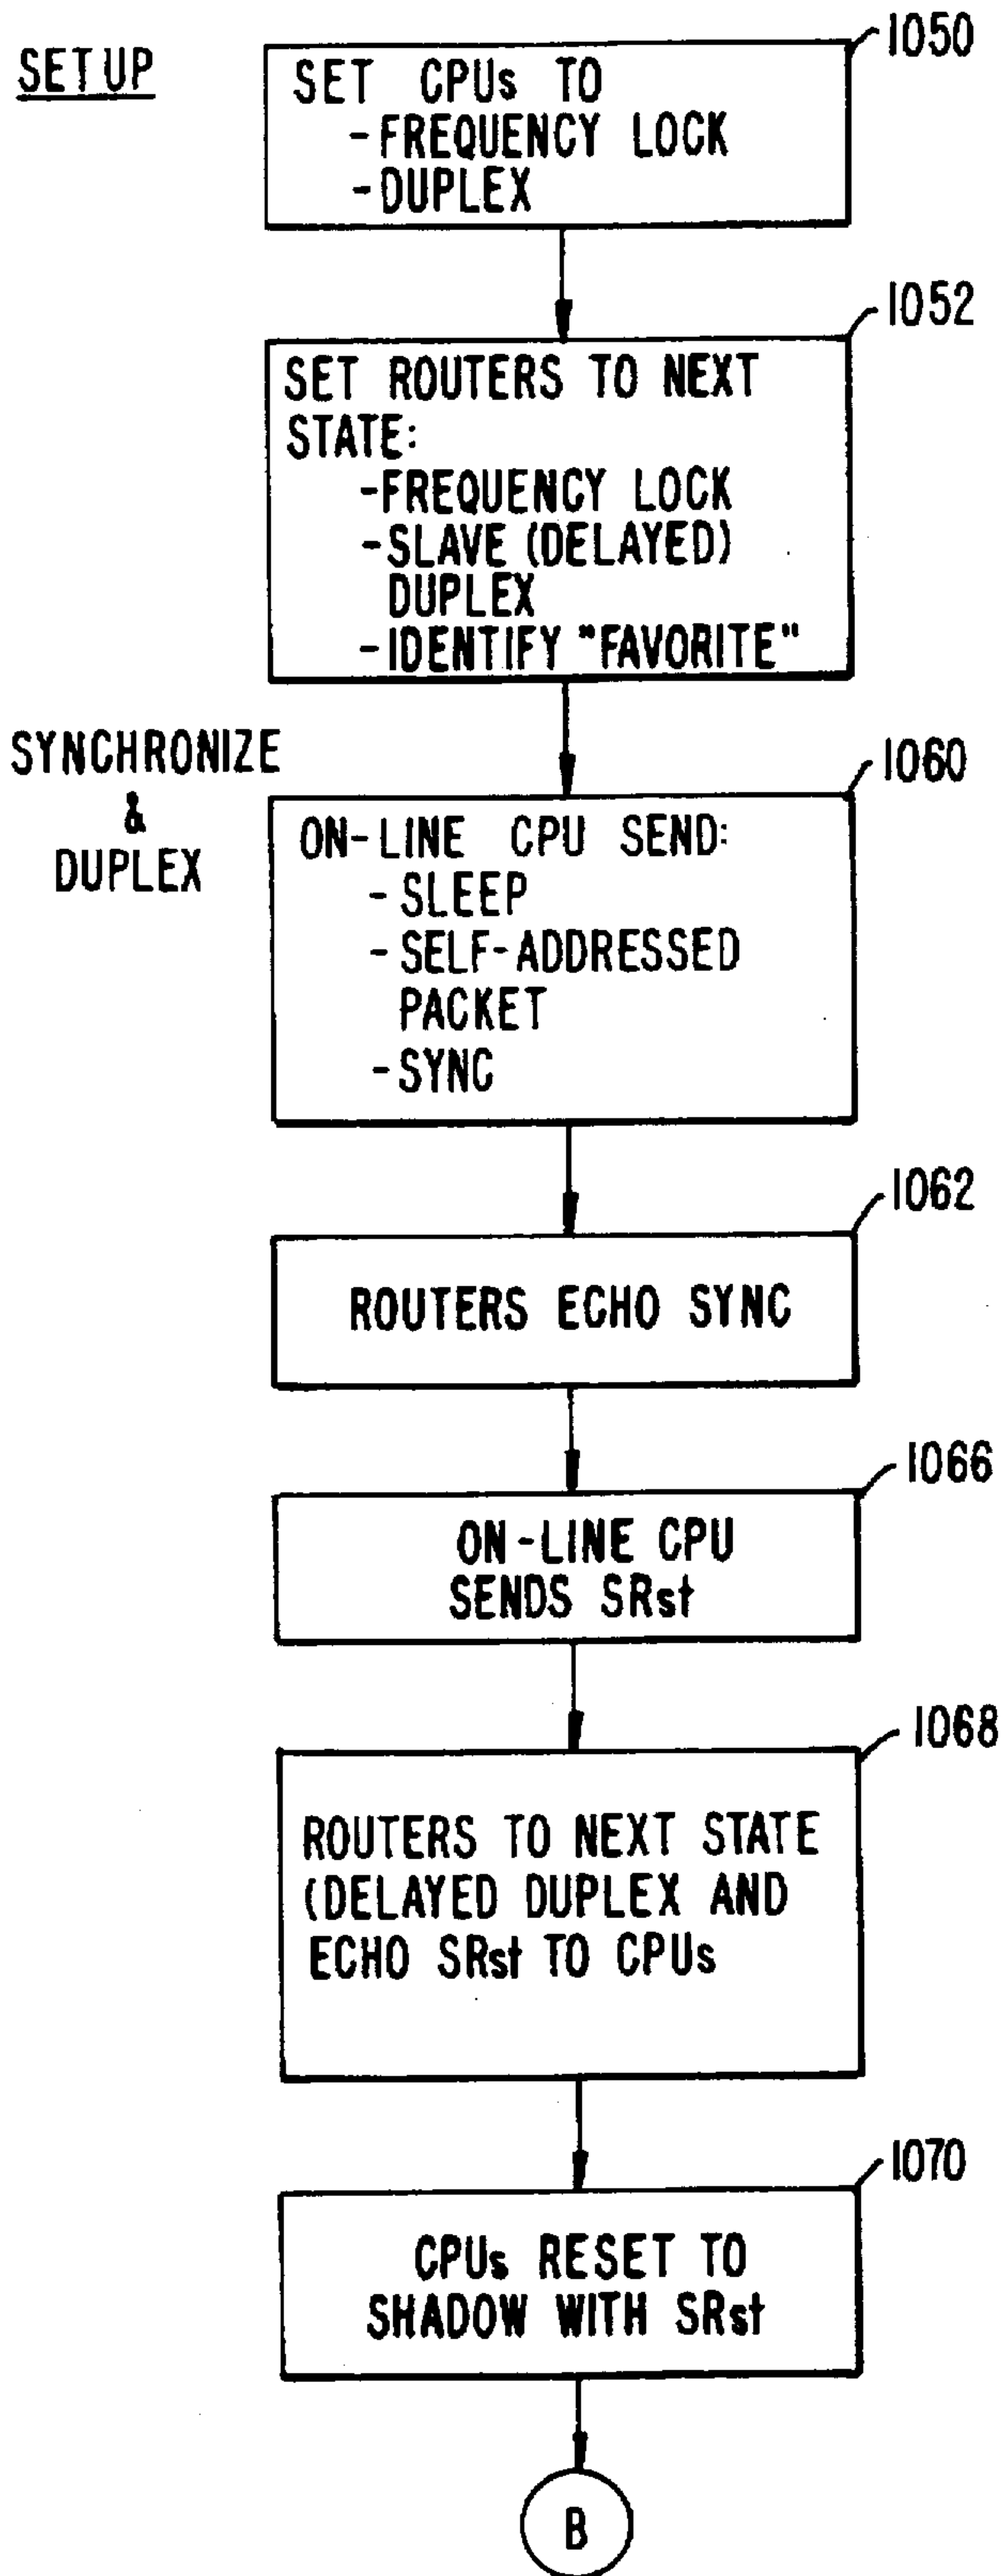 SETUP
1050
SET CPUs TO
-FREQUENCY LOCK
-DUPLEX
1052
SET ROUTERS TO NEXT
STATE:
-FREQUENCY LOCK
-SLAVE (DELAYED)
DUPLEX
-IDENTIFY "FAVORITE"
SYNCHRONIZE
&
DUPLEX
1060
ON-LINE CPU SEND:
- SLEEP
- SELF-ADDRESSED
PACKET
- SYNC
1062
ROUTERS ECHO SYNC
1066
ON-LINE CPU
SENDS SRst
1068
ROUTERS TO NEXT STATE
(DELAYED DUPLEX AND
ECHO SRst TO CPUs
1070
CPUs RESET TO
SHADOW WITH SRst
B